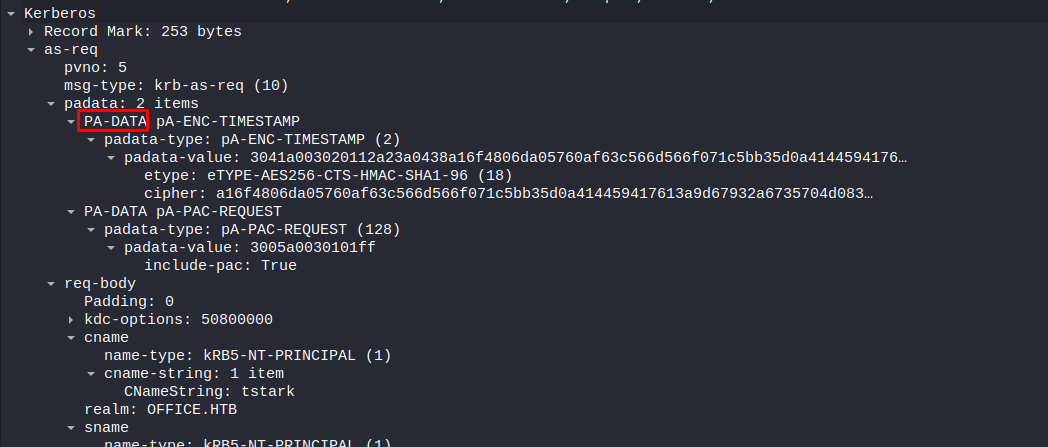 Kerberos
Record Mark: 253 bytes
as-req
pvno: 5
msg-type: krb-as-req (10)
padata: 2 items
PA-DATA pA-ENC-TIMESTAMP
padata-type: pA-ENC-TIMESTAMP (2)
padata-value: 3041a003020112a23a0438a16f4806da05760af63c566d566f071c5bb35d0a4144594176…
etype: eTYPE-AES256-CTS-HMAC-SHA1-96 (18)
cipher: a16f4806da05760af63c566d566f071c5bb35d0a414459417613a9d67932a6735704d083…
PA-DATA pA-PAC-REQUEST
padata-type: pA-PAC-REQUEST (128)
padata-value: 3005a0030101ff
include-pac: True
req-body
Padding: 0
kdc-options: 50800000
cname
name-type: kRB5-NT-PRINCIPAL (1)
cname-string: 1 item
CNameString: tstark
realm: OFFICE.HTB
sname
name-type: kRB5-NT-PRINCIPAL (1)